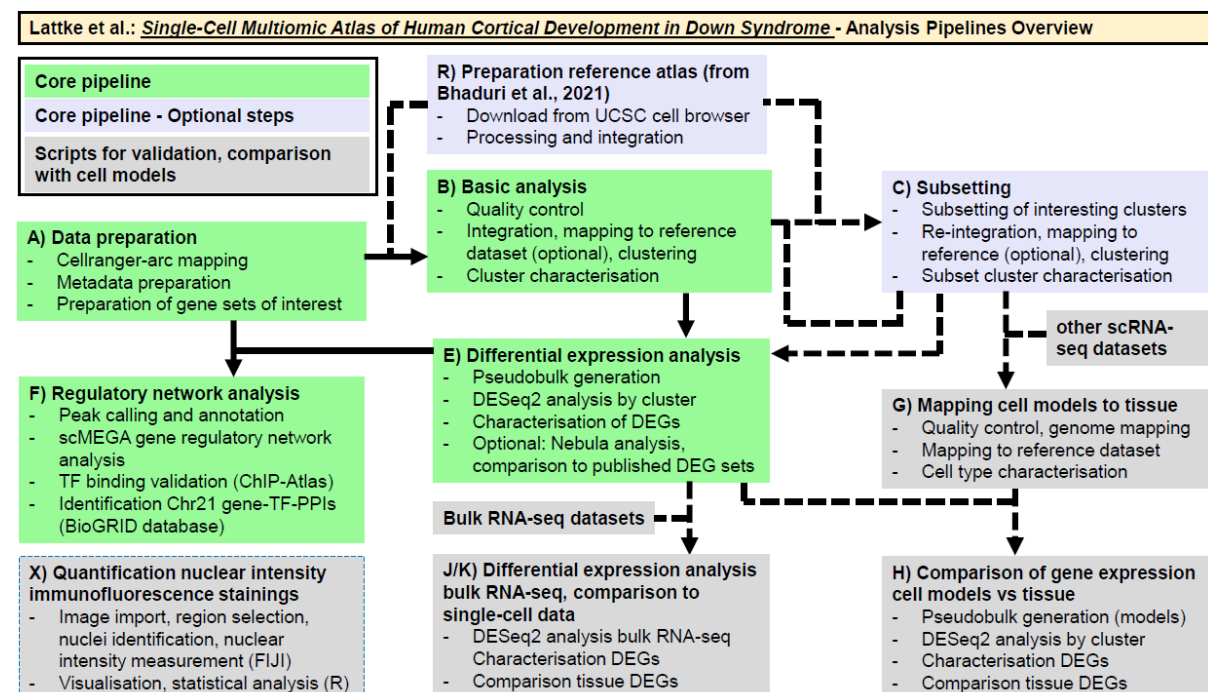 Lattke et al.: Single-Cell Multiomic Atlas of Human Cortical Development in Down Syndrome - Analysis Pipelines Overview
Core pipeline
Core pipeline - Optional steps
Scripts for validation, comparison
with cell models
R) Preparation reference atlas (from
Bhaduri et al., 2021)
- Download from UCSC cell browser
- Processing and integration
A) Data preparation
- Cellranger-arc mapping
- Metadata preparation
- Preparation of gene sets of interest
B) Basic analysis
- Quality control
- Integration, mapping to reference
dataset (optional), clustering
- Cluster characterisation
C) Subsetting
- Subsetting of interesting clusters
- Re-integration, mapping to
reference (optional), clustering
- Subset cluster characterisation
other scRNA-
seq datasets
E) Differential expression analysis
- Pseudobulk generation
- DESeq2 analysis by cluster
- Characterisation of DEGs
- Optional: Nebula analysis,
comparison to published DEG sets
F) Regulatory network analysis
- Peak calling and annotation
- scMEGA gene regulatory network
analysis
- TF binding validation (ChIP-Atlas)
- Identification Chr21 gene-TF-PPIs
(BioGRID database)
G) Mapping cell models to tissue
- Quality control, genome mapping
- Mapping to reference dataset
- Cell type characterisation
Bulk RNA-seq datasets
X) Quantification nuclear intensity
immunofluorescence stainings
- Image import, region selection,
nuclei identification, nuclear
intensity measurement (FIJI)
- Visualisation, statistical analysis (R)
J/K) Differential expression analysis
bulk RNA-seq, comparison to
single-cell data
- DESeq2 analysis bulk RNA-seq
Characterisation DEGs
- Comparison tissue DEGs
H) Comparison of gene expression
cell models vs tissue
- Pseudobulk generation (models)
- DESeq2 analysis by cluster
- Characterisation DEGs
- Comparison tissue DEGs